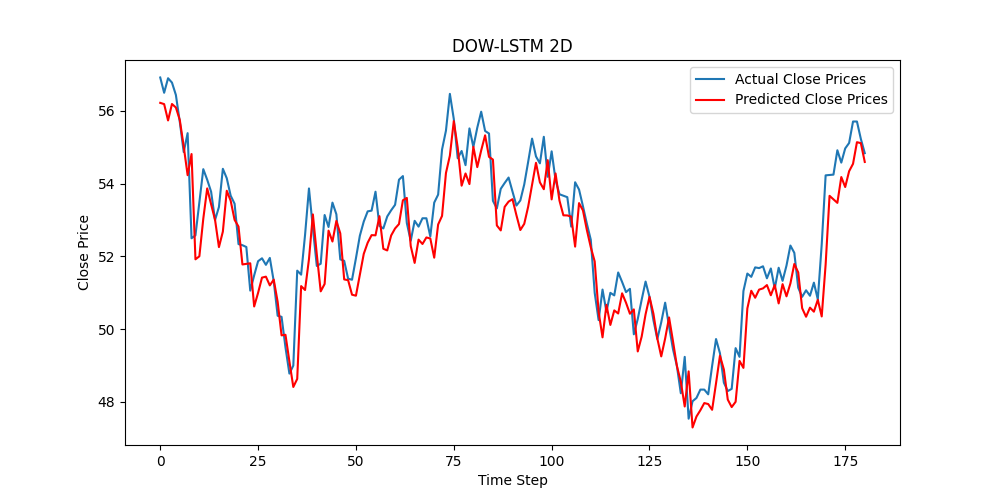 DOW-LSTM 2D
Actual Close Prices
Predicted Close Prices
Close Price
56
54
52
50
48
0 25 50 75 100 125 150 175
Time Step